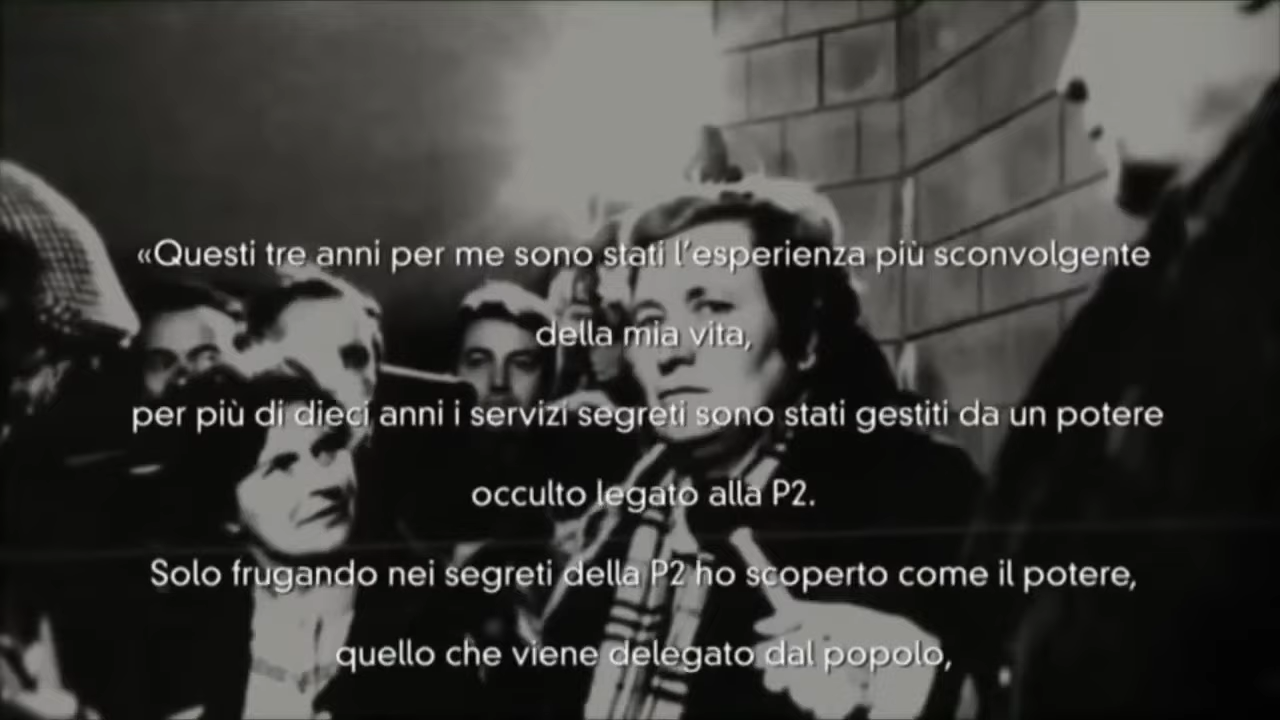 «Questi tre anni per me sono stati l'esperienza più sconvolgente
della mia vita,
per più di dieci anni i servizi segreti sono stati gestiti da un potere
occulto legato alla P2.
Solo frugando nei segreti della P2 ho scoperto come il potere,
quello che viene delegato dal popolo,